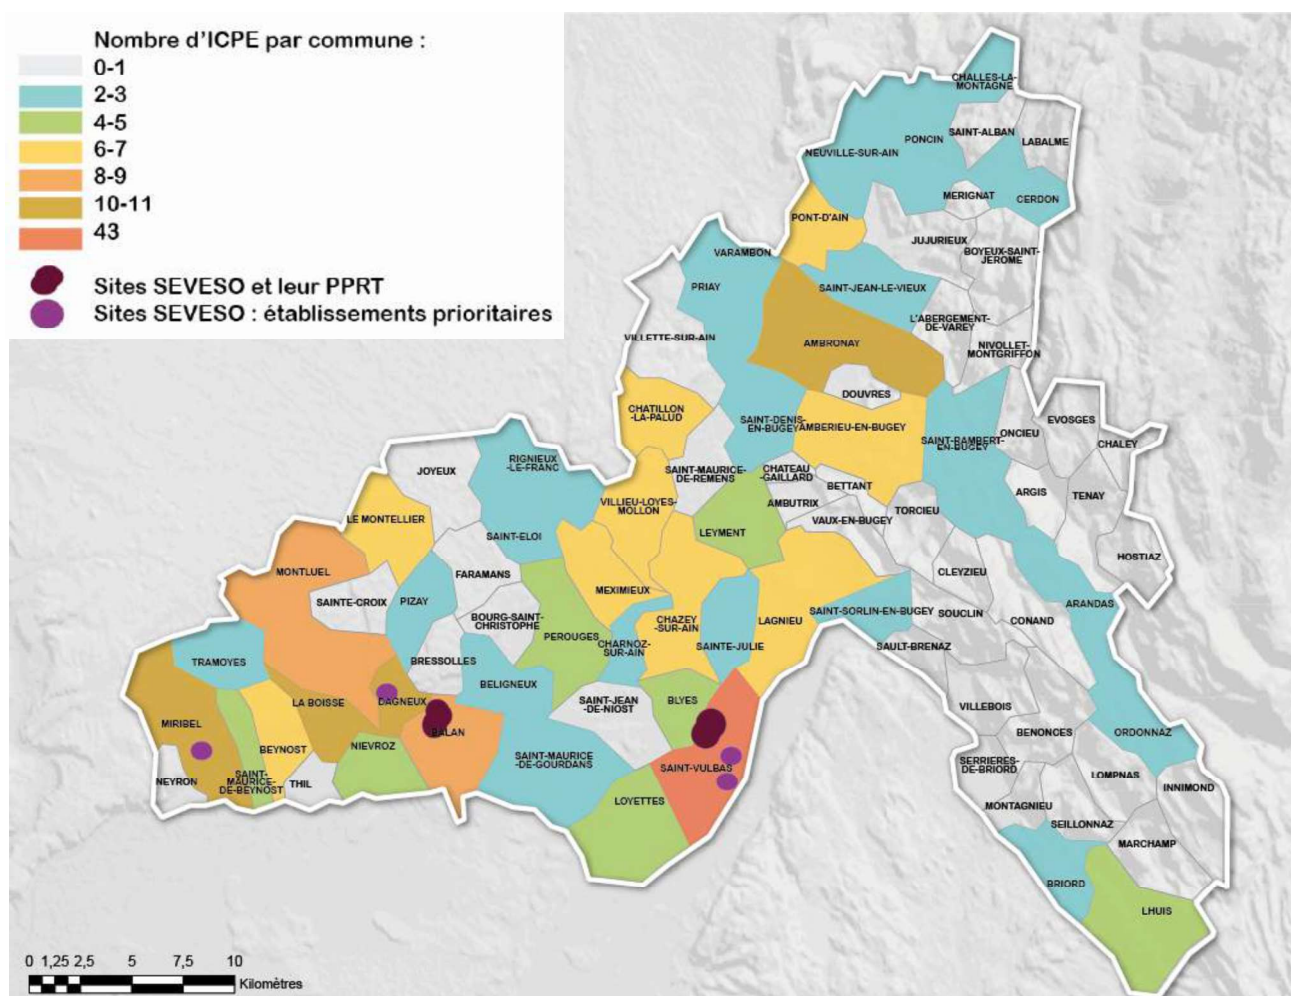 Nombre d'ICPE par commune :
0-1
2-3
4-5
6-7
8-9
10-11
43
Sites SEVESO et leur PPRT
Sites SEVESO : établissements prioritaires
CHALLES-LA-
MONTAGNE
PONCIN
SAINT-ALBAN
LABALME
NEUVILLE-SUR-AIN
MERIGNAT
CERDON
PONT-D'AIN
JUJURIEUX
BOYEUX-SAINT-
JEROME
VARAMBON
PRIAY
SAINT-JEAN-LE-VIEUX
L'ABERGEMENT-
DE-VAREY
VILLETTE-SUR-AIN
AMBRONAY
NIVOLLET-
MONTGRIFFON
DOUVRES
CHATILLON
-LA-PALUD
SAINT-DENIS-
EN-BUGEY
AMBERIEU-EN-BUGEY
SAINT-RAMBERT-
EN-BUGEY
ONCIEU
EVOSGES
CHALEY
JOYEUX
RIGNIEUX
-LE-FRANC
SAINT-MAURICE-
DE-REMENS
CHATEAU
-GAILLARD
BETTANT
ARGIS
TENAY
VILLIEU-LOYES-
MOLLON
AMBUTRIX
TORCIEU
LE MONTELLIER
VAUX-EN-BUGEY
LEYMENT
SAINT-ELOI
HOSTIAZ
MONTLUEL
FARAMANS
CLEYZIEU
SAINTE-CROIX
PIZAY
MEXIMIEUX
ARANDAS
SAINT-SORLIN-EN-BUGEY
SOUCLIN
BOURG-SAINT-
CHRISTOPHE
CHAZEY
-SUR-AIN
LAGNIEU
CONAND
PEROUGES
CHARNOZ-
SUR-AIN
SAINTE-JULIE
SAULT-BRENAZ
TRAMOYES
BRESSOLLES
BELIGNEUX
LA BOISSE
DAGNEUX
SAINT-JEAN
-DE-NIOST
BLYES
VILLEBOIS
MIRIBEL
BALAN
BENONCES
ORDONNAZ
BEYNOST
NIEVROZ
SAINT-MAURICE
-DE-GOURDANS
SAINT-VULBAS
SERRIERES-
DE-BRIORD
NEYRON
SAINT-
MAURICE-
DE-BEYNOST
THIL
LOMPNAS
INNIMOND
LOYETTES
MONTAGNIEU
SEILLONNAZ
MARCHAMP
BRIORD
LHUIS
0 1,25 2,5 5 7,5 10
Kilomètres